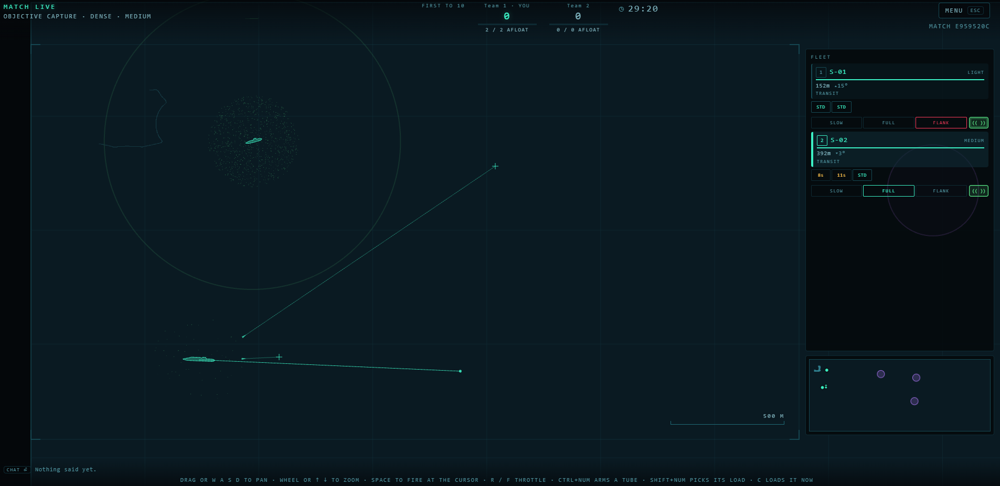 MATCH LIVE
OBJECTIVE CAPTURE · DENSE · MEDIUM
FIRST TO 10
Team 1 · YOU
0
2 / 2 AFLOAT
Team 2
0
0 / 0 AFLOAT
29:20
MENU ESC
MATCH E959520C
FLEET
1 S-01 LIGHT
152m ▴15°
TRANSIT
STD STD
SLOW FULL FLANK (( ))
2 S-02 MEDIUM
392m ▾3°
TRANSIT
8s 11s STD
SLOW FULL FLANK (( ))
500 M
CHAT ⏎ Nothing said yet.
DRAG OR W A S D TO PAN · WHEEL OR ↑ ↓ TO ZOOM · SPACE TO FIRE AT THE CURSOR · R / F THROTTLE · CTRL+NUM ARMS A TUBE · SHIFT+NUM PICKS ITS LOAD · C LOADS IT NOW